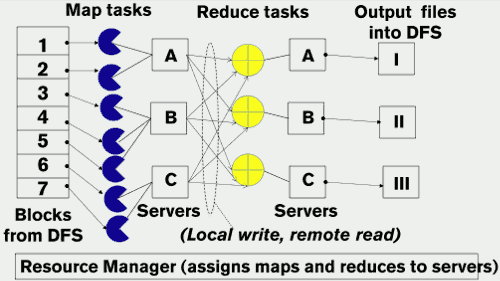 Map tasks
Reduce tasks
Output files
into DFS
1
2
3
4
5
6
7
A
B
C
A
B
C
I
II
III
Blocks
from DFS
Servers
Servers
(Local write, remote read)
Resource Manager (assigns maps and reduces to servers)